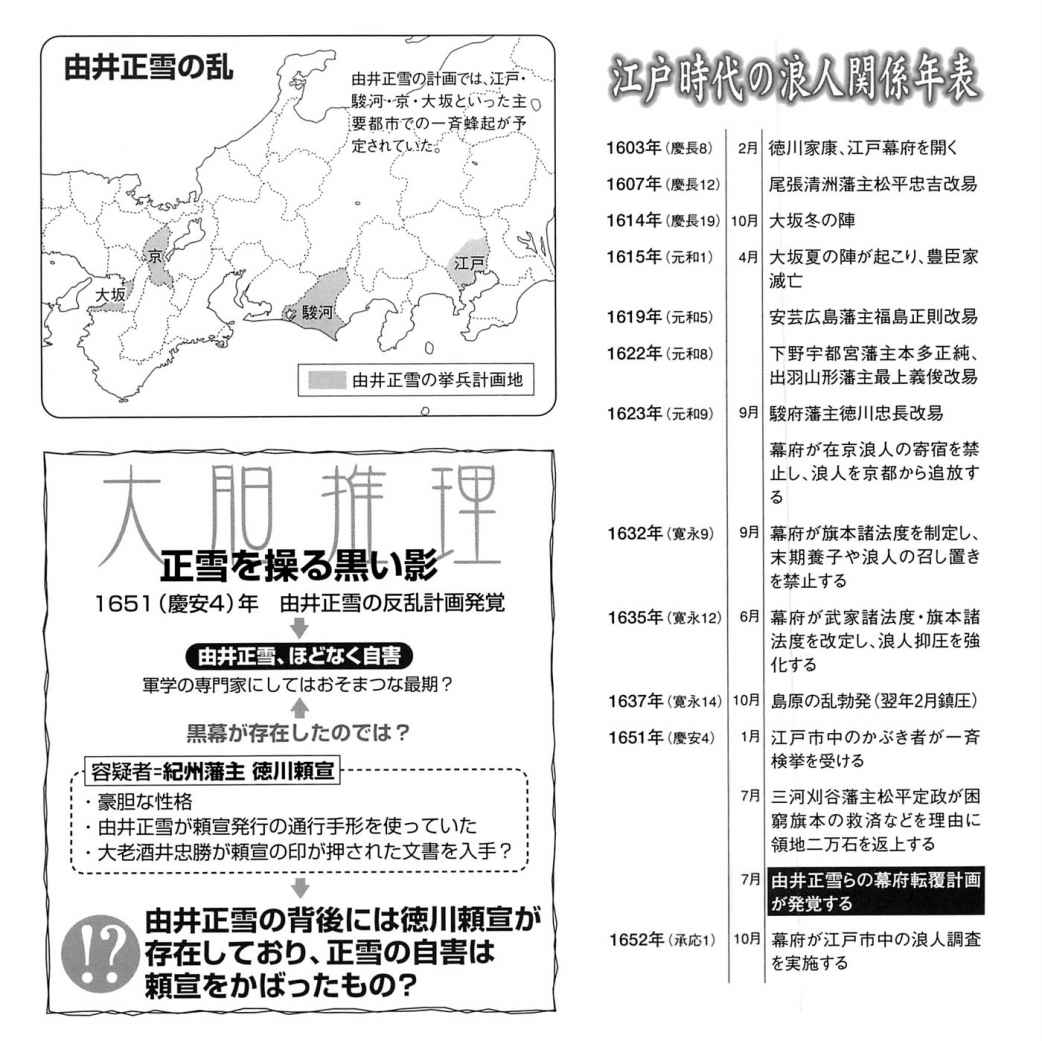 由井正雪の乱
由井正雪の計画では、江戸・
駿河・京・大坂といった主
要都市での一斉蜂起が予
定されていた。
京
大坂
駿河
江戸
由井正雪の挙兵計画地
大胆推理
正雪を操る黒い影
1651（慶安4）年　由井正雪の反乱計画発覚
由井正雪、ほどなく自害
軍学の専門家にしてはおそまつな最期？
黒幕が存在したのでは？
容疑者=紀州藩主 徳川頼宣
・豪胆な性格
・由井正雪が頼宣発行の通行手形を使っていた
・大老酒井忠勝が頼宣の印が押された文書を入手？
!?
由井正雪の背後には徳川頼宣が
存在しており、正雪の自害は
頼宣をかばったもの？
江戸時代の浪人関係年表
1603年（慶長8） 2月 徳川家康、江戸幕府を開く
1607年（慶長12） 尾張清洲藩主松平忠吉改易
1614年（慶長19） 10月 大坂冬の陣
1615年（元和1） 4月 大坂夏の陣が起こり、豊臣家
滅亡
1619年（元和5） 安芸広島藩主福島正則改易
1622年（元和8） 下野宇都宮藩主本多正純、
出羽山形藩主最上義俊改易
1623年（元和9） 9月 駿府藩主徳川忠長改易
幕府が在京浪人の寄宿を禁
止し、浪人を京都から追放す
る
1632年（寛永9） 9月 幕府が旗本諸法度を制定し、
末期養子や浪人の召し置き
を禁止する
1635年（寛永12） 6月 幕府が武家諸法度・旗本諸
法度を改定し、浪人抑圧を強
化する
1637年（寛永14） 10月 島原の乱勃発（翌年2月鎮圧）
1651年（慶安4） 1月 江戸市中のかぶき者が一斉
検挙を受ける
7月 三河刈谷藩主松平定政が困
窮旗本の救済などを理由に
領地二万石を返上する
7月 由井正雪らの幕府転覆計画
が発覚する
1652年（承応1） 10月 幕府が江戸市中の浪人調査
を実施する